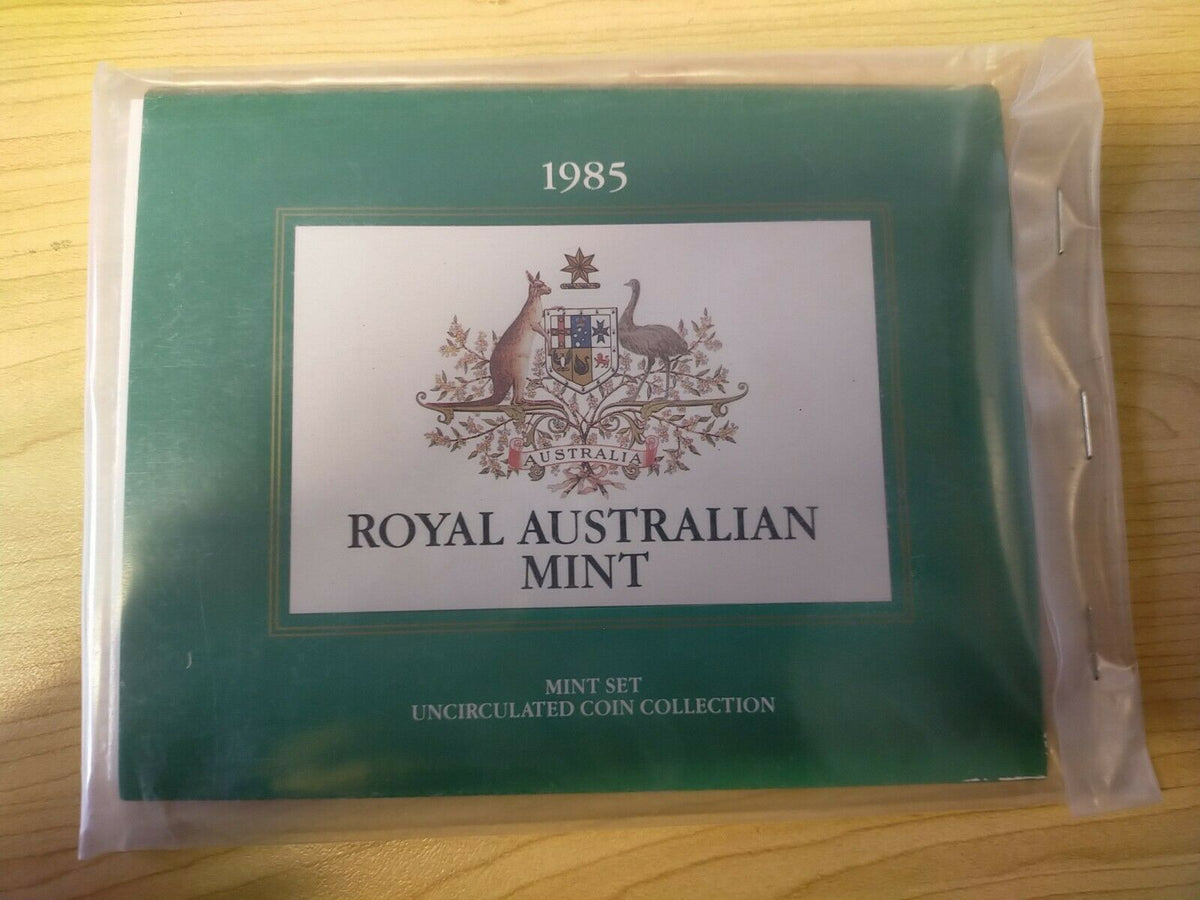 1985
AUSTRALIA
ROYAL AUSTRALIAN
MINT
MINT SET
UNCIRCULATED COIN COLLECTION